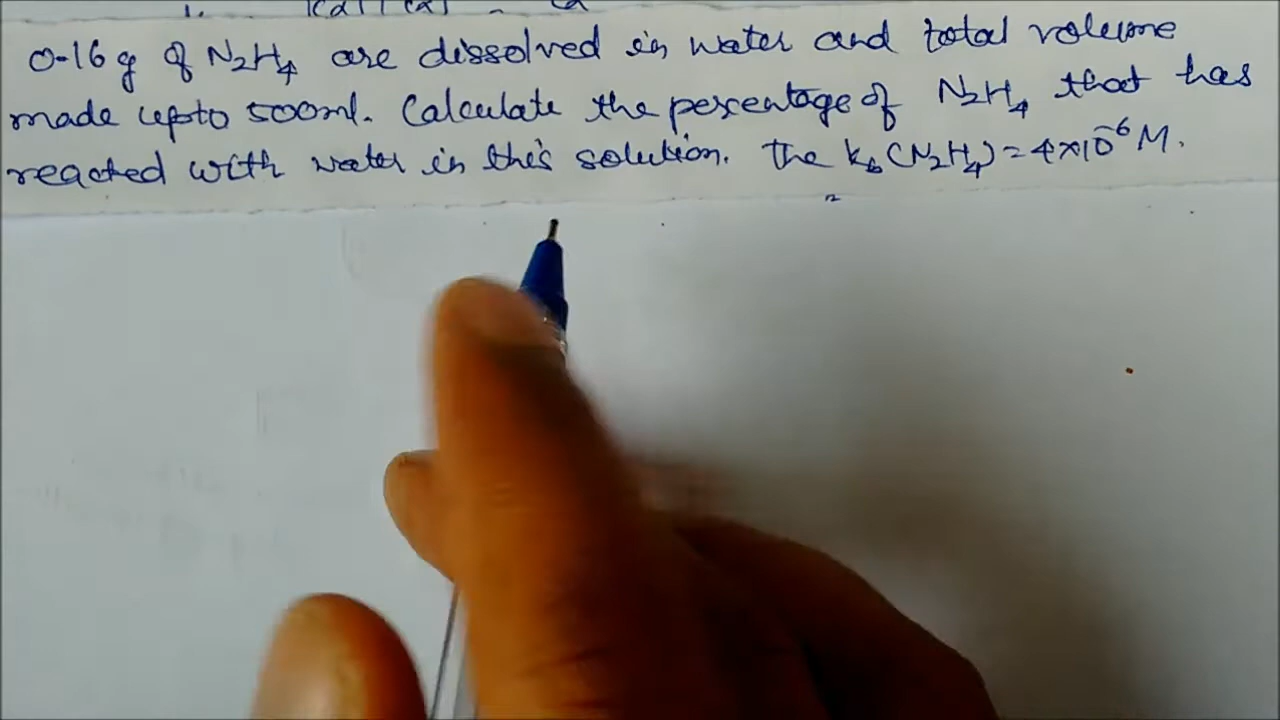 0.16 g of N₂H₄ are dissolved in water and total volume
made upto 500ml. Calculate the percentage of N₂H₄ that has
reacted with water in this solution. The Kb(N₂H₄) = 4×10⁻⁶ M.